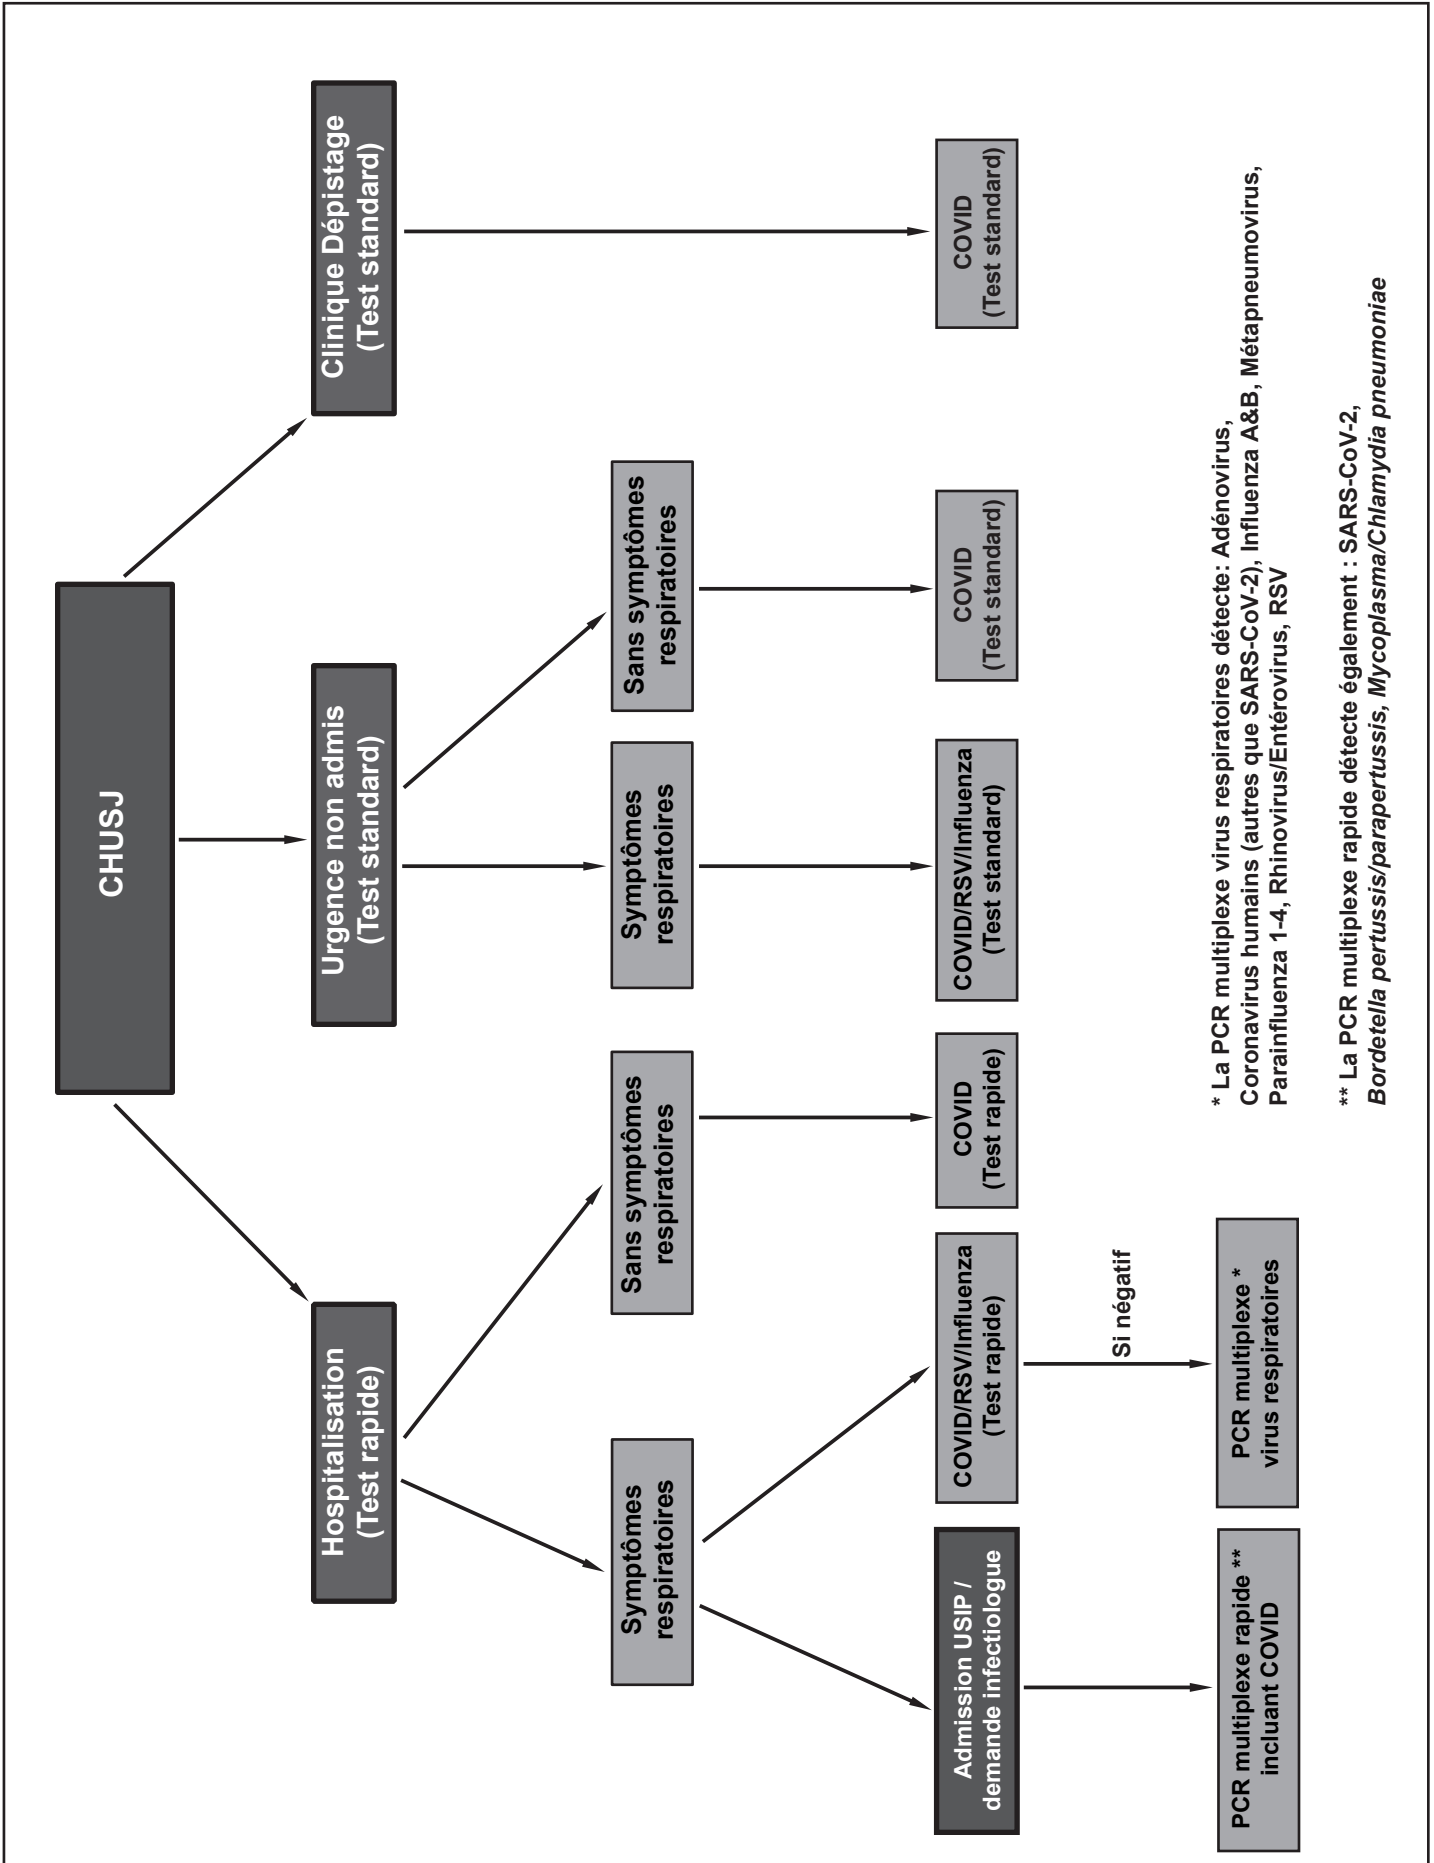 CHUSJ
Hospitalisation
(Test rapide)
Urgence non admis
(Test standard)
Clinique Dépistage
(Test standard)
Symptômes
respiratoires
Sans symptômes
respiratoires
Symptômes
respiratoires
Sans symptômes
respiratoires
Admission USIP /
demande infectiologue
COVID/RSV/Influenza
(Test rapide)
COVID
(Test rapide)
COVID/RSV/Influenza
(Test standard)
COVID
(Test standard)
COVID
(Test standard)
Si négatif
PCR multiplexe rapide **
incluant COVID
PCR multiplexe *
virus respiratoires
* La PCR multiplexe virus respiratoires détecte: Adénovirus,
Coronavirus humains (autres que SARS-CoV-2), Influenza A&B, Métapneumovirus,
Parainfluenza 1-4, Rhinovirus/Entérovirus, RSV
** La PCR multiplexe rapide détecte également : SARS-CoV-2,
Bordetella pertussis/parapertussis, Mycoplasma/Chlamydia pneumoniae